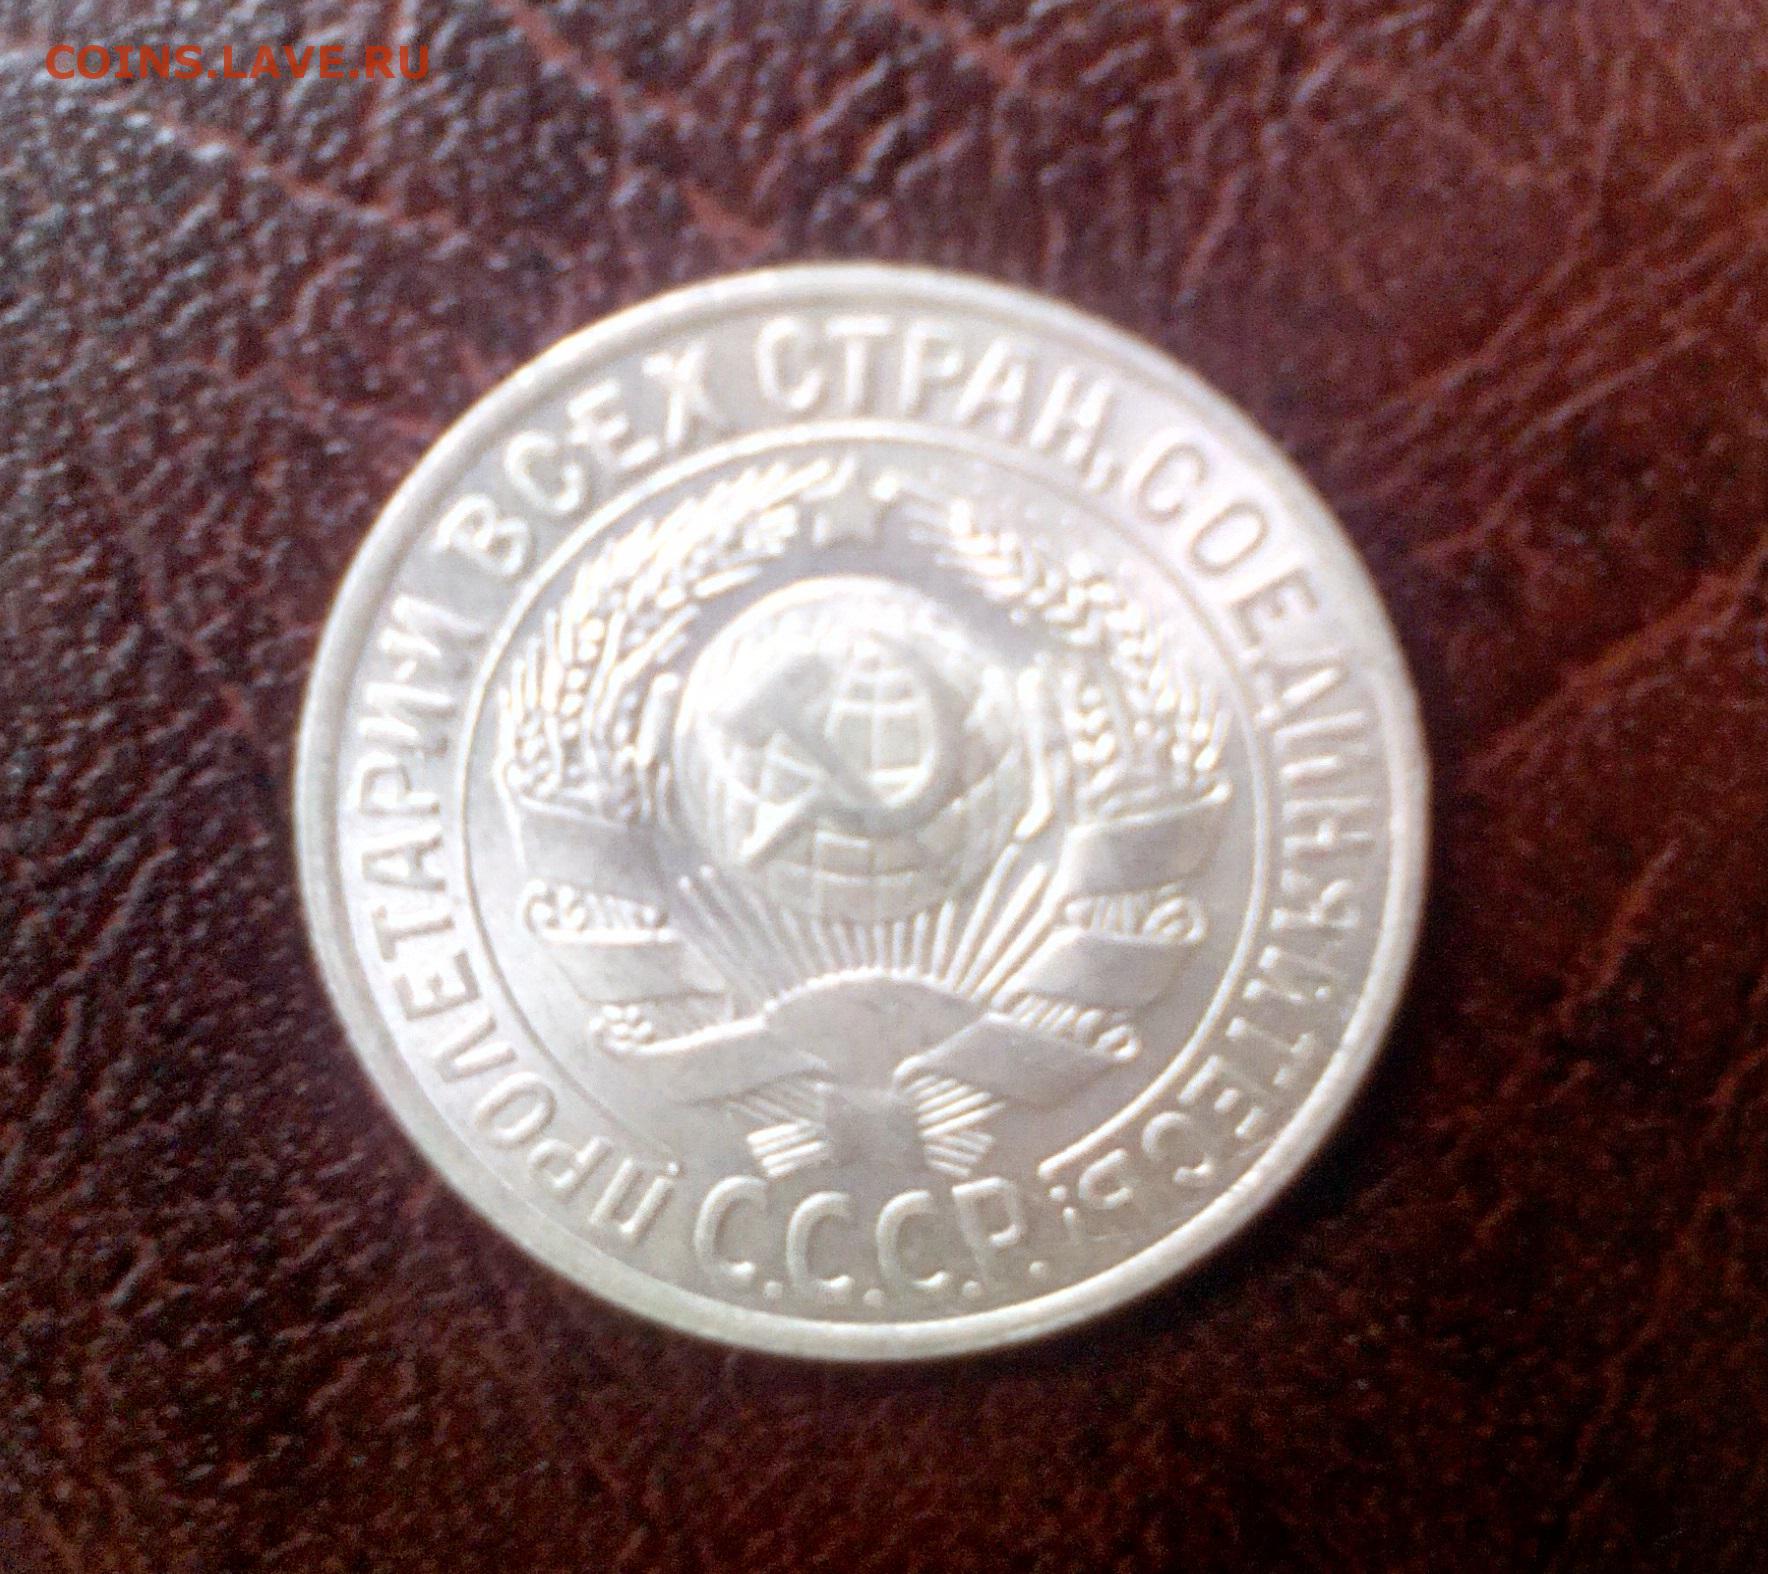 COINS.LAVE.RU
ПРОЛЕТАРИИ ВСЕХ СТРАН, СОЕДИНЯЙТЕСЬ!
С.С.С.Р.